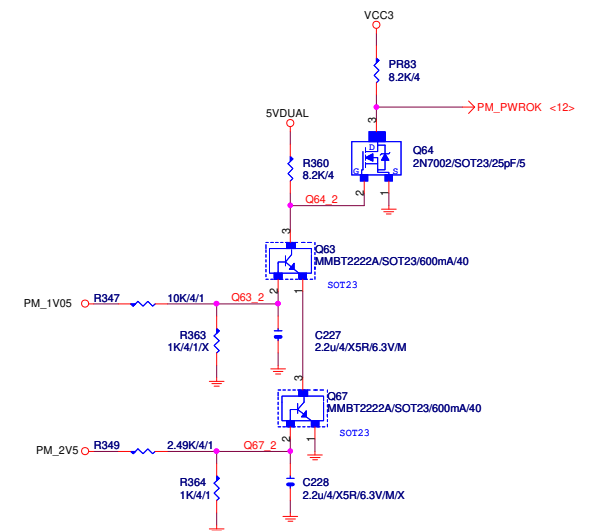 VCC3
PR83
8.2K/4
PM_PWROK <12>
3
5VDUAL
D
Q64
2N7002/SOT23/25pF/5
G
S
R360
8.2K/4
2
1
Q64_2
3
Q63
MMBT2222A/SOT23/600mA/40
SOT23
2
1
PM_1V05
R347
10K/4/1
Q63_2
R363
1K/4/1/X
C227
2.2u/4/X5R/6.3V/M
3
Q67
MMBT2222A/SOT23/600mA/40
SOT23
2
1
PM_2V5
R349
2.49K/4/1
Q67_2
R364
1K/4/1
C228
2.2u/4/X5R/6.3V/M/X